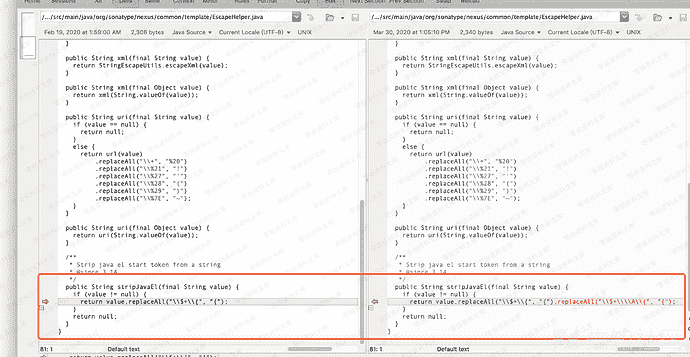 /.../src/main/java/org/sonatype/nexus/common/template/EscapeHelper.java
Feb 19, 2020 at 1:59:00 AM 2,308 bytes Java Source Current Locale (UTF-8) UNIX
}
public String xml(final String value) {
return StringEscapeUtils.escapeXml(value);
}
public String xml(final Object value) {
return xml(String.valueOf(value));
}
public String uri(final String value) {
if (value == null) {
return null;
}
else {
return url(value)
.replaceAll("\\+", "%20")
.replaceAll("\\%21", "!")
.replaceAll("\\%27", "'")
.replaceAll("\\%28", "(")
.replaceAll("\\%29", ")")
.replaceAll("\\%7E", "~");
}
}
public String uri(final Object value) {
return uri(String.valueOf(value));
}
/**
* Strip java el start token from a string
* @since 3.14
*/
public String stripJavaEl(final String value) {
if (value != null) {
return value.replaceAll("\\$+\\{", "{");
}
return null;
}
}
81: 1 Default text
/.../src/main/java/org/sonatype/nexus/common/template/EscapeHelper.java
Mar 30, 2020 at 1:05:10 PM 2,340 bytes Java Source Current Locale (UTF-8) UNIX
}
public String xml(final String value) {
return StringEscapeUtils.escapeXml(value);
}
public String xml(final Object value) {
return xml(String.valueOf(value));
}
public String uri(final String value) {
if (value == null) {
return null;
}
else {
return url(value)
.replaceAll("\\+", "%20")
.replaceAll("\\%21", "!")
.replaceAll("\\%27", "'")
.replaceAll("\\%28", "(")
.replaceAll("\\%29", ")")
.replaceAll("\\%7E", "~");
}
}
public String uri(final Object value) {
return uri(String.valueOf(value));
}
/**
* Strip java el start token from a string
* @since 3.14
*/
public String stripJavaEl(final String value) {
if (value != null) {
return value.replaceAll("\\$+\\{", "{").replaceAll("\\$+\\\\A\\{", "{");
}
return null;
}
}
81: 1 Default text